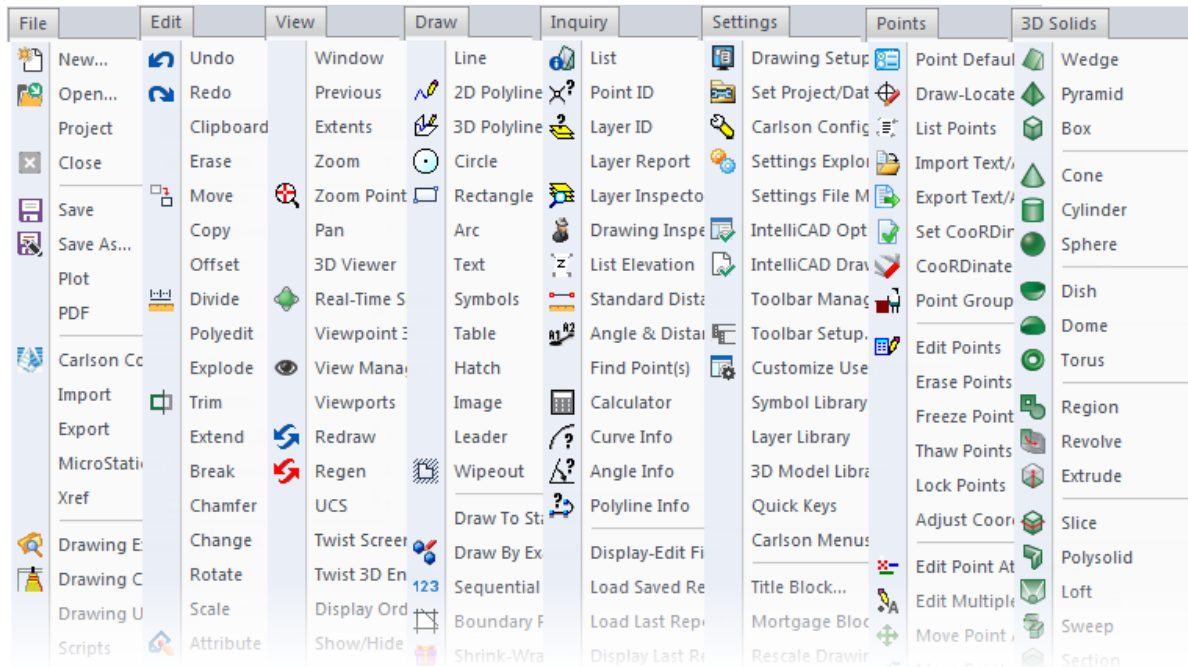 File
New...
Open...
Project
Close
Save
Save As...
Plot
PDF
Carlson Co
Import
Export
MicroStati
Xref
Drawing E
Drawing C
Drawing U
Scripts
Edit
Undo
Redo
Clipboard
Erase
Move
Copy
Offset
Divide
Polyedit
Explode
Trim
Extend
Break
Chamfer
Change
Rotate
Scale
Attribute
View
Window
Previous
Extents
Zoom
Zoom Point
Pan
3D Viewer
Real-Time S
Viewpoint 3
View Mana
Viewports
Redraw
Regen
UCS
Twist Screen
Twist 3D En
Display Ord
Show/Hide
Draw
Line
2D Polyline
3D Polyline
Circle
Rectangle
Arc
Text
Symbols
Table
Hatch
Image
Leader
Wipeout
Draw To Sta
Draw By Ex
123 Sequential
Boundary P
Shrink-Wra
Inquiry
List
Point ID
Layer ID
Layer Report
Layer Inspecto
Drawing Inspe
List Elevation
Standard Dista
Angle & Distan
Find Point(s)
Calculator
Curve Info
Angle Info
Polyline Info
Display-Edit Fi
Load Saved Re
Load Last Repo
Display Last Re
Settings
Drawing Setup
Set Project/Dat
Carlson Config
Settings Explor
Settings File M
IntelliCAD Opt
IntelliCAD Draw
Toolbar Manag
Toolbar Setup.
Customize Use
Symbol Library
Layer Library
3D Model Libra
Quick Keys
Carlson Menus
Title Block...
Mortgage Bloc
Rescale Drawin
Points
Point Defaul
Draw-Locate
List Points
Import Text/A
Export Text/A
Set CooRDin
CooRDinate
Point Group
Edit Points
Erase Points
Freeze Point
Thaw Points
Lock Points
Adjust Coor
Edit Point At
Edit Multiple
Move Point A
3D Solids
Wedge
Pyramid
Box
Cone
Cylinder
Sphere
Dish
Dome
Torus
Region
Revolve
Extrude
Slice
Polysolid
Loft
Sweep
Section